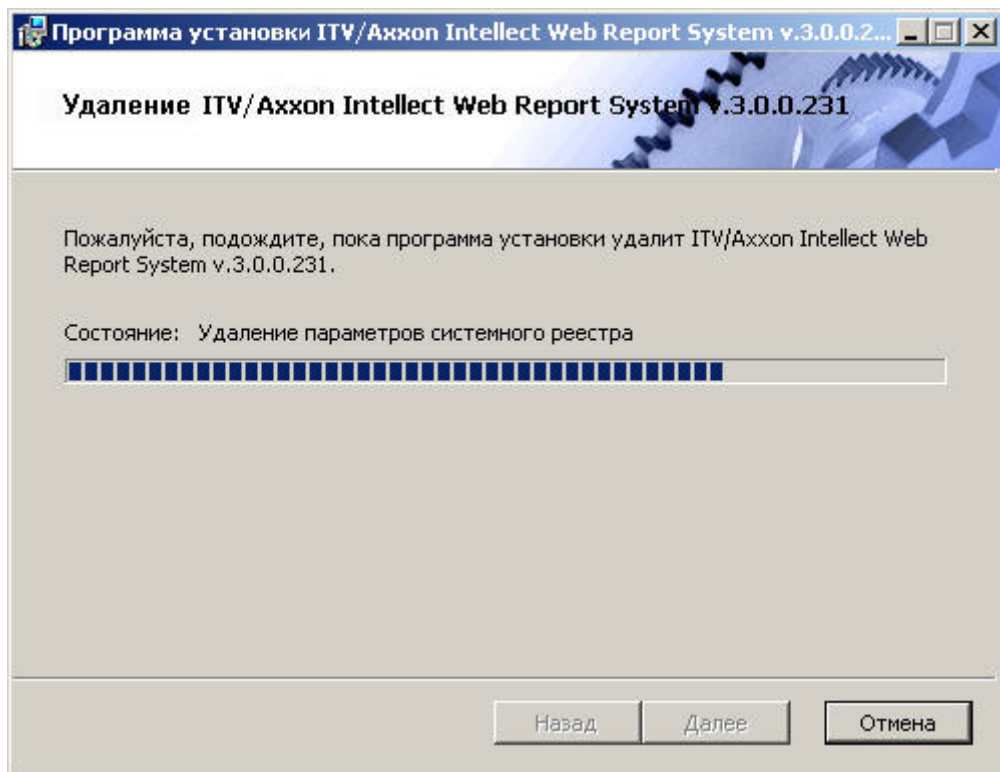 Программа установки ITV/Axxon Intellect Web Report System v.3.0.0.2...
Удаление ITV/Axxon Intellect Web Report System v.3.0.0.231
Пожалуйста, подождите, пока программа установки удалит ITV/Axxon Intellect Web
Report System v.3.0.0.231.
Состояние: Удаление параметров системного реестра
Назад Далее Отмена